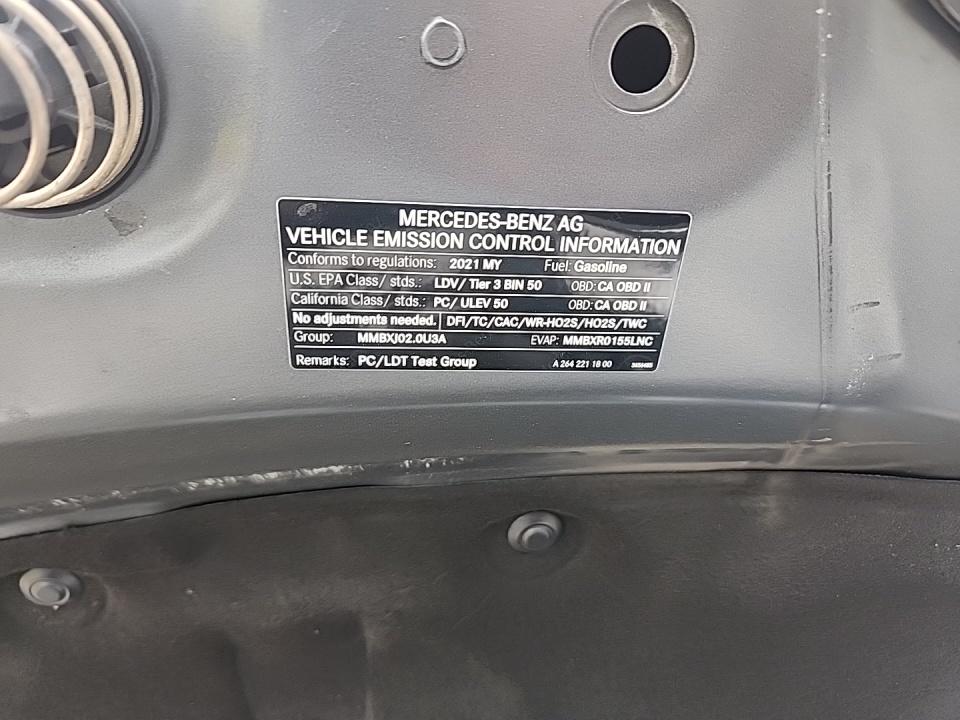 MERCEDES-BENZ AG
VEHICLE EMISSION CONTROL INFORMATION
Conforms to regulations: 2021 MY Fuel: Gasoline
U.S. EPA Class/ stds.: LDV/ Tier 3 BIN 50 OBD: CA OBD II
California Class/ stds.: PC/ ULEV 50 OBD: CA OBD II
No adjustments needed. DFI/TC/CAC/WR-HO2S/HO2S/TWC
Group: MMBXJ02.0U3A EVAP: MMBXR0155LNC
Remarks: PC/LDT Test Group A 264 221 18 00